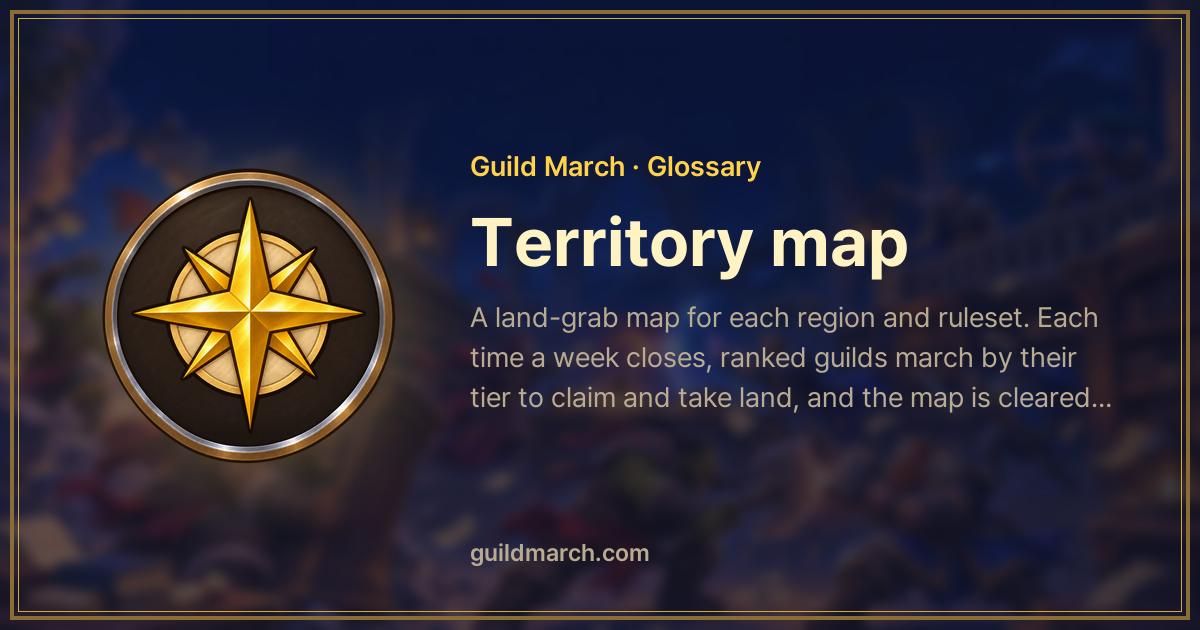 Guild March · Glossary
Territory map
A land-grab map for each region and ruleset. Each
time a week closes, ranked guilds march by their
tier to claim and take land, and the map is cleared...
guildmarch.com